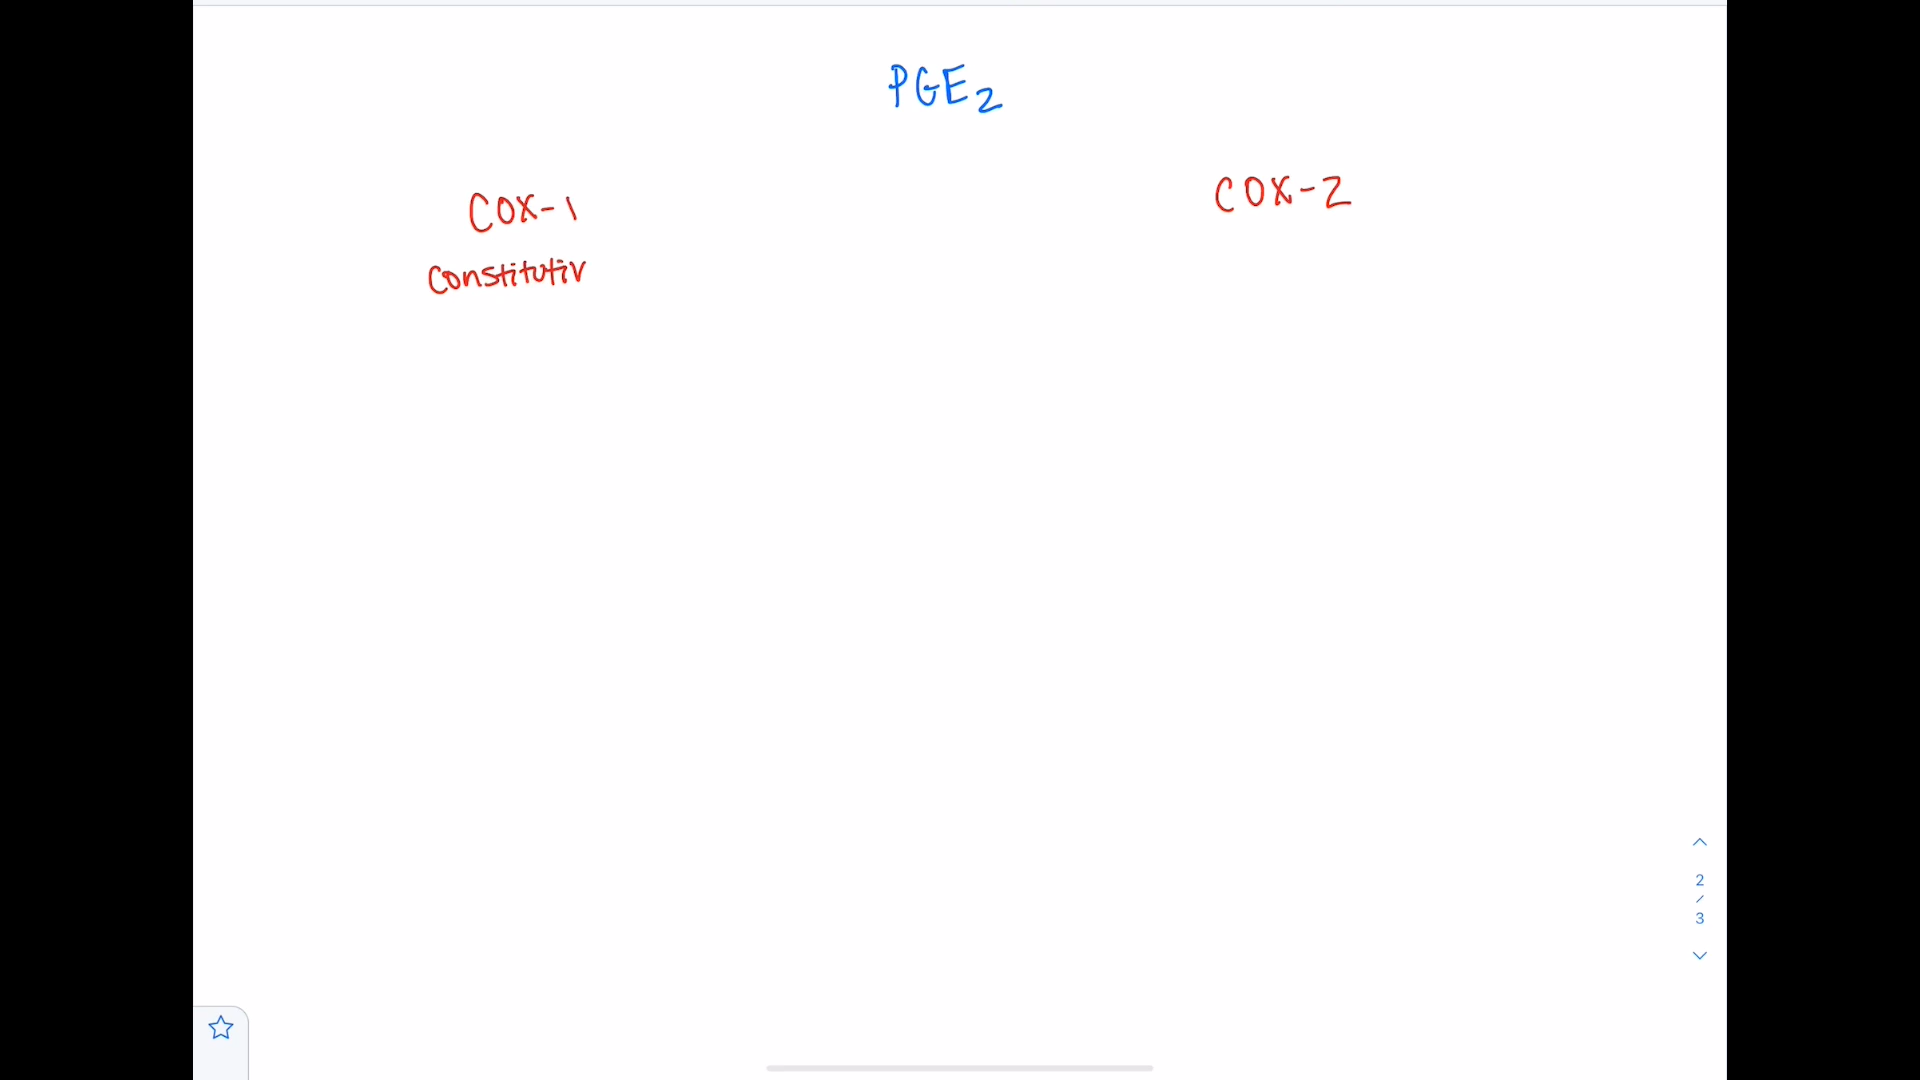 PGE₂
COX-1
COX-2
Constitutiv
2
/
3